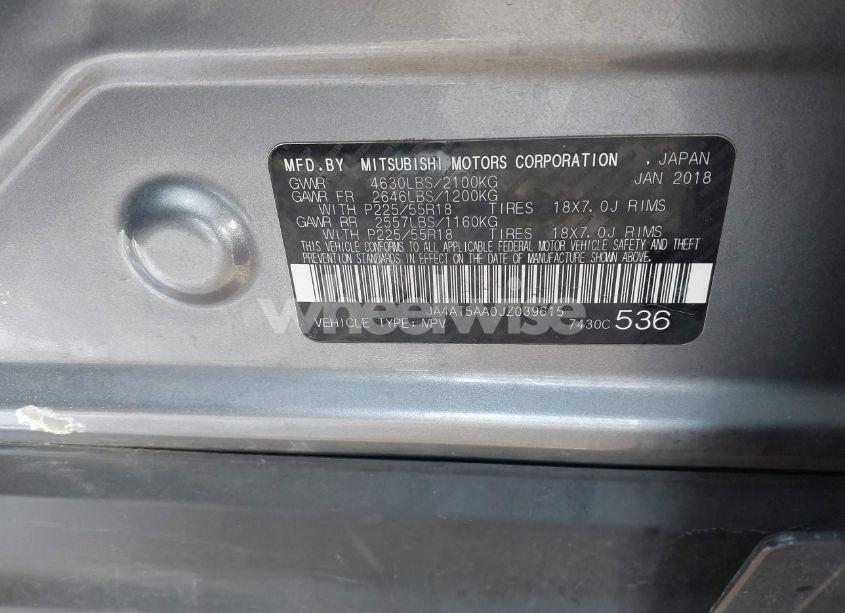 MFD.BY MITSUBISHI MOTORS CORPORATION , JAPAN
GVWR 4630LBS/2100KG JAN 2018
GAWR FR 2646LBS/1200KG
WITH P225/55R18 TIRES 18X7.0J RIMS
GAWR RR 2557LBS/1160KG
WITH P225/55R18 TIRES 18X7.0J RIMS
THIS VEHICLE CONFORMS TO ALL APPLICABLE FEDERAL MOTOR VEHICLE SAFETY AND THEFT
PREVENTION STANDARDS IN EFFECT ON THE DATE OF MANUFACTURE SHOWN ABOVE.
JA4AT5AA0JZ039615
wheelwise
VEHICLE TYPE: MPV 7430C 536